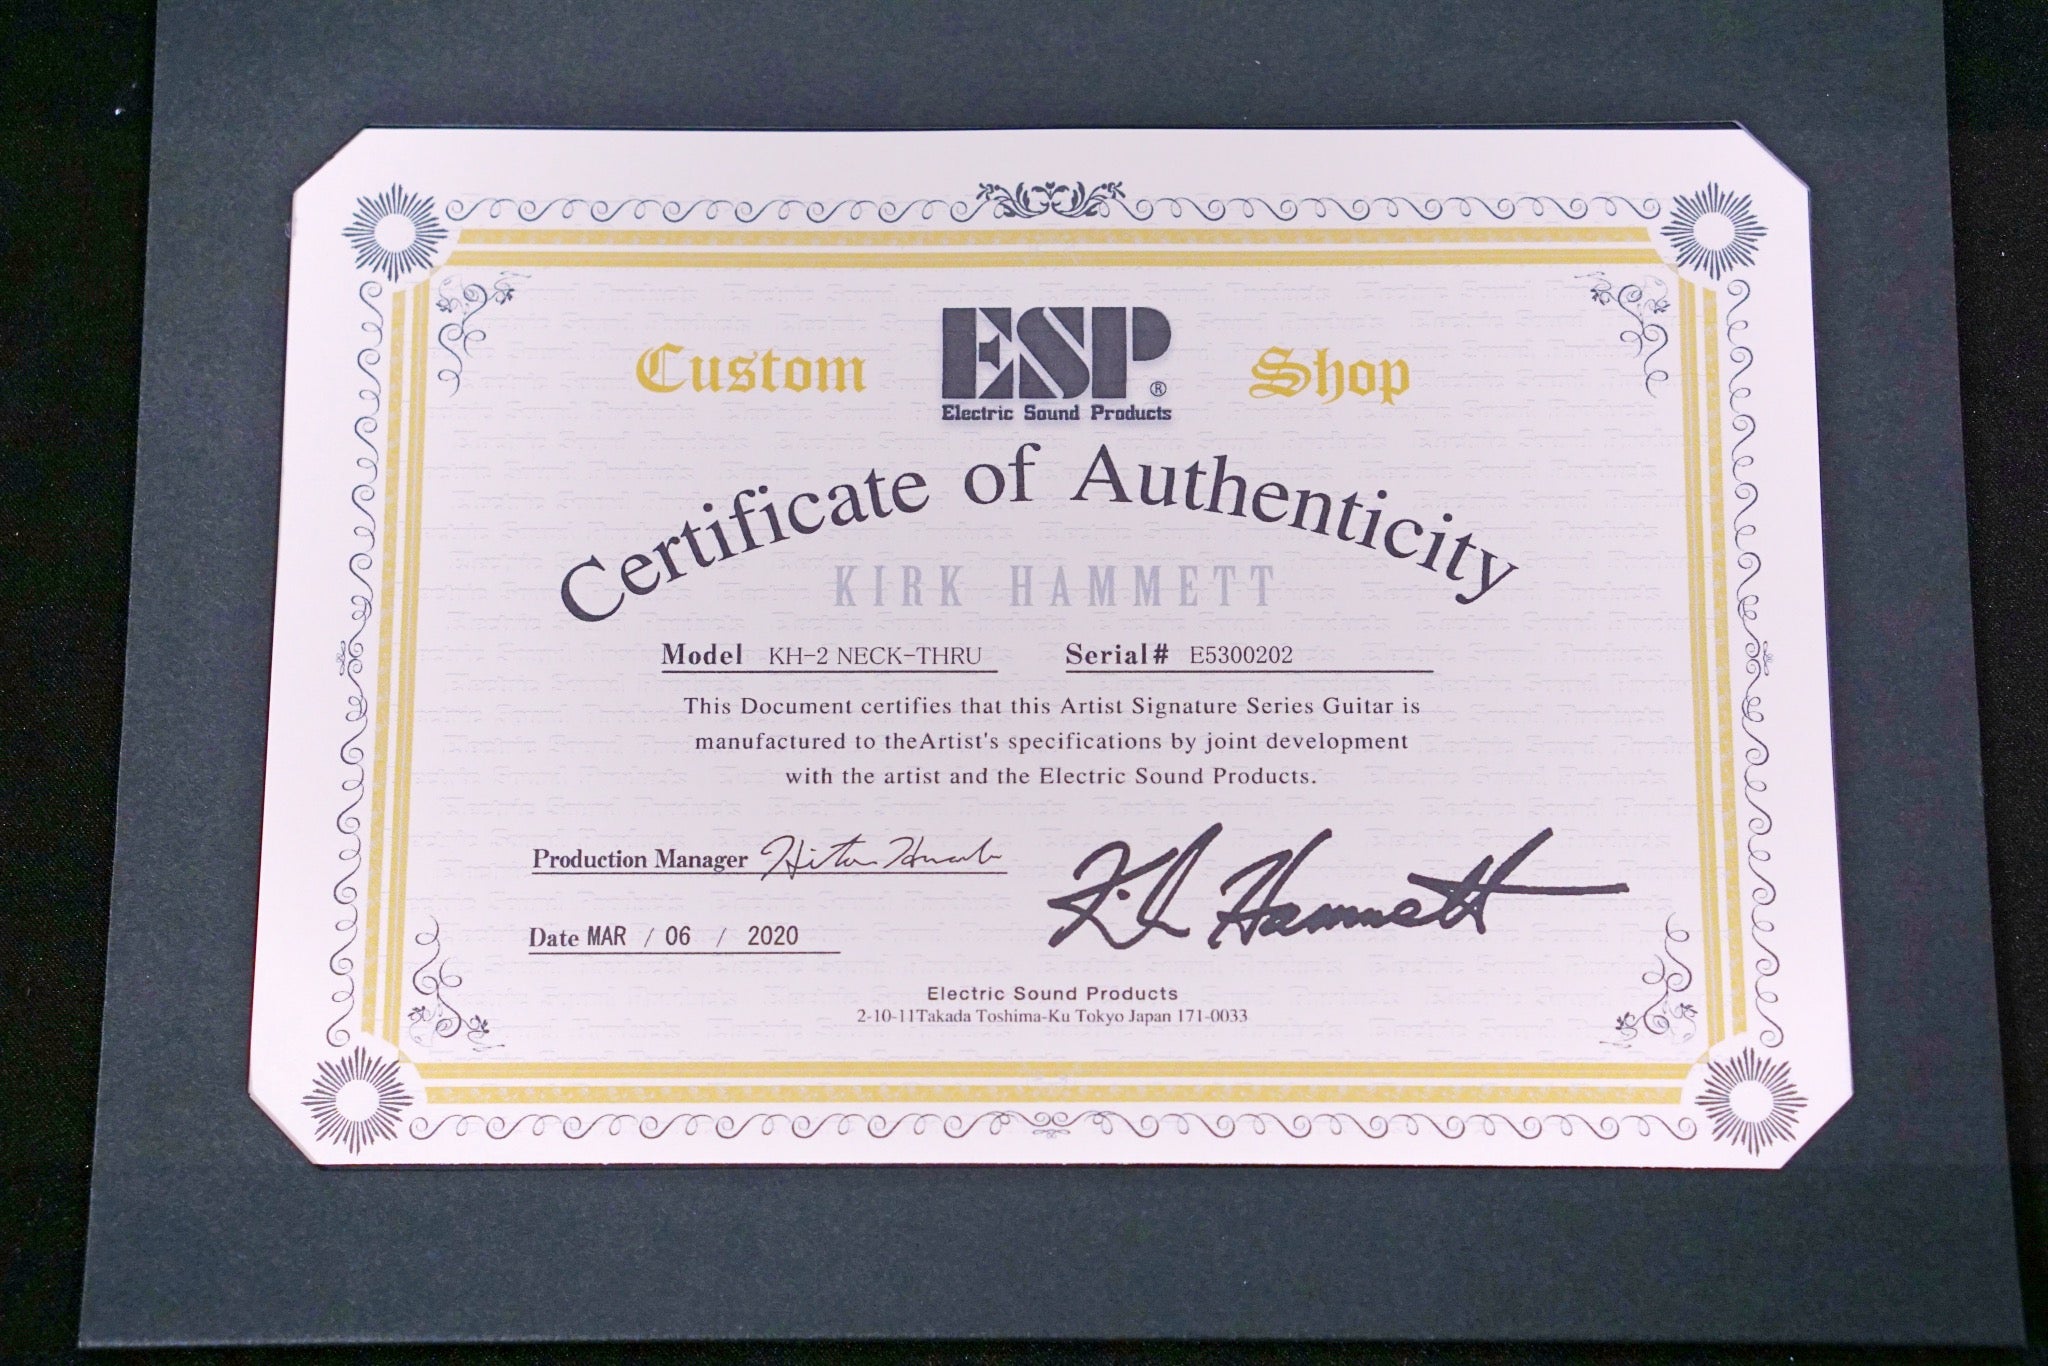 Custom ESP® Shop
Electric Sound Products
Certificate of Authenticity
KIRK HAMMETT
Model KH-2 NECK-THRU Serial# E5300202
This Document certifies that this Artist Signature Series Guitar is
manufactured to theArtist's specifications by joint development
with the artist and the Electric Sound Products.
Production Manager
Kirk Hammett
Date MAR / 06 / 2020
Electric Sound Products
2-10-11Takada Toshima-Ku Tokyo Japan 171-0033